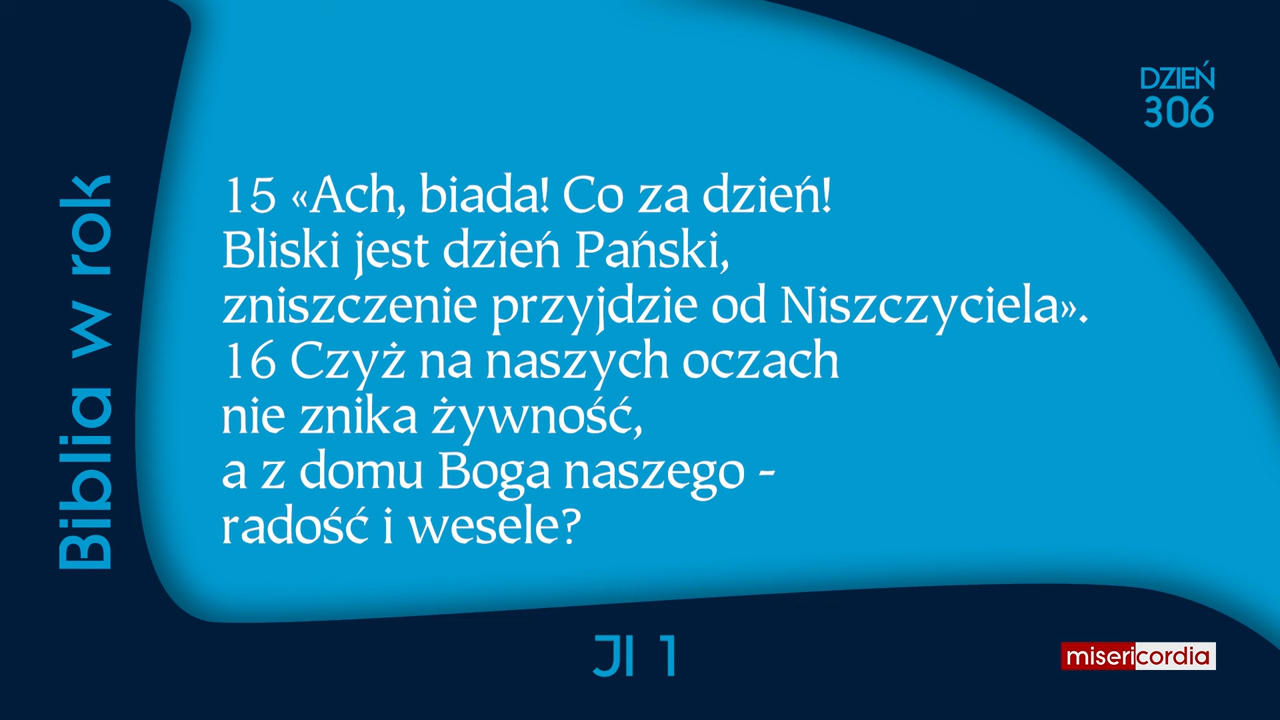 DZIEŃ
306
Biblia w rok
15 «Ach, biada! Co za dzień!
Bliski jest dzień Pański,
zniszczenie przyjdzie od Niszczyciela».
16 Czyż na naszych oczach
nie znika żywność,
a z domu Boga naszego -
radość i wesele?
Jl 1
misericordia